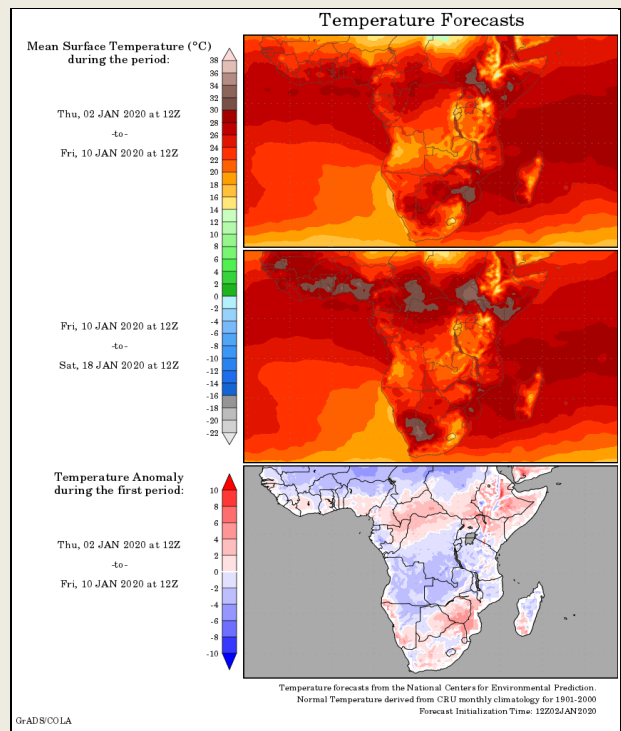 Temperature Forecasts
Mean Surface Temperature (°C)
during the period:
Thu, 02 JAN 2020 at 12Z
-to-
Fri, 10 JAN 2020 at 12Z
38
36
34
32
30
28
26
24
22
20
18
16
14
12
10
8
6
4
2
0
-2
-4
-6
-8
-10
-12
-14
-16
-18
-20
-22
Fri, 10 JAN 2020 at 12Z
-to-
Sat, 18 JAN 2020 at 12Z
Temperature Anomaly
during the first period:
Thu, 02 JAN 2020 at 12Z
-to-
Fri, 10 JAN 2020 at 12Z
10
8
6
4
2
0
-2
-4
-6
-8
-10
Temperature forecasts from the National Centers for Environmental Prediction.
Normal Temperature derived from CRU monthly climatology for 1901-2000
Forecast Initialization Time: 12Z02JAN2020
GrADS/COLA